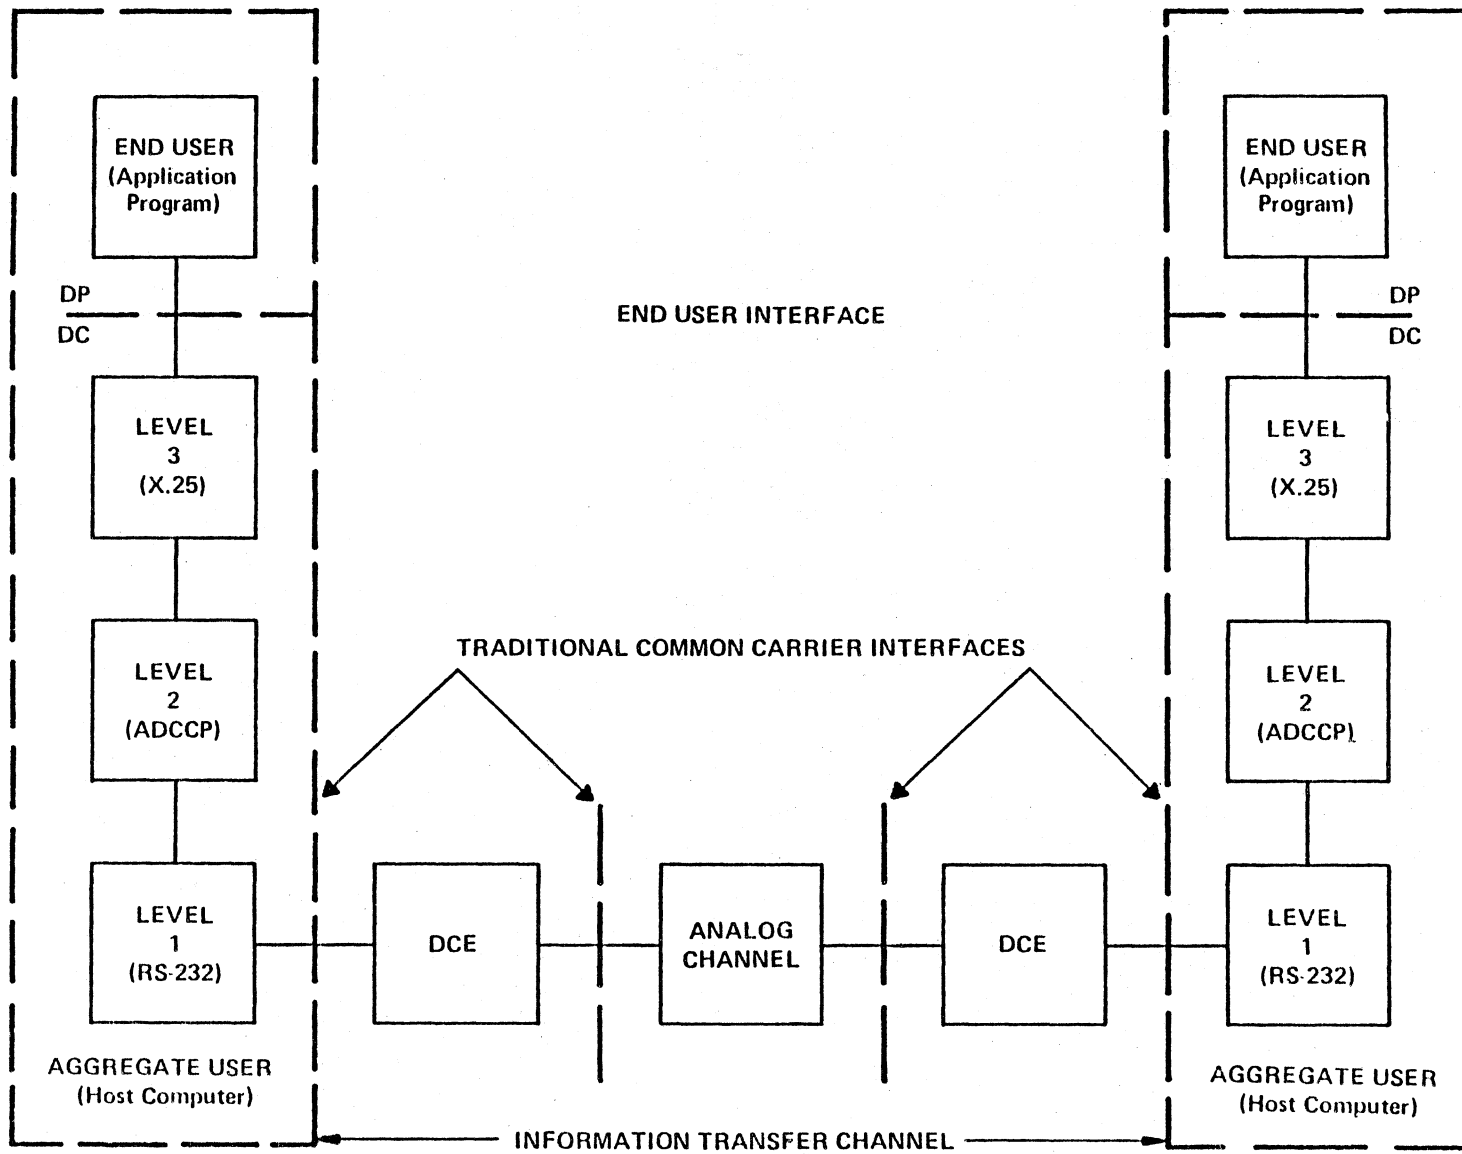 END USER
(Application
Program)
END USER
(Application
Program)
DP
DC
END USER INTERFACE
DP
DC
LEVEL
3
(X.25)
LEVEL
3
(X.25)
TRADITIONAL COMMON CARRIER INTERFACES
LEVEL
2
(ADCCP)
LEVEL
2
(ADCCP)
LEVEL
1
(RS-232)
DCE
ANALOG
CHANNEL
DCE
LEVEL
1
(RS-232)
AGGREGATE USER
(Host Computer)
AGGREGATE USER
(Host Computer)
INFORMATION TRANSFER CHANNEL